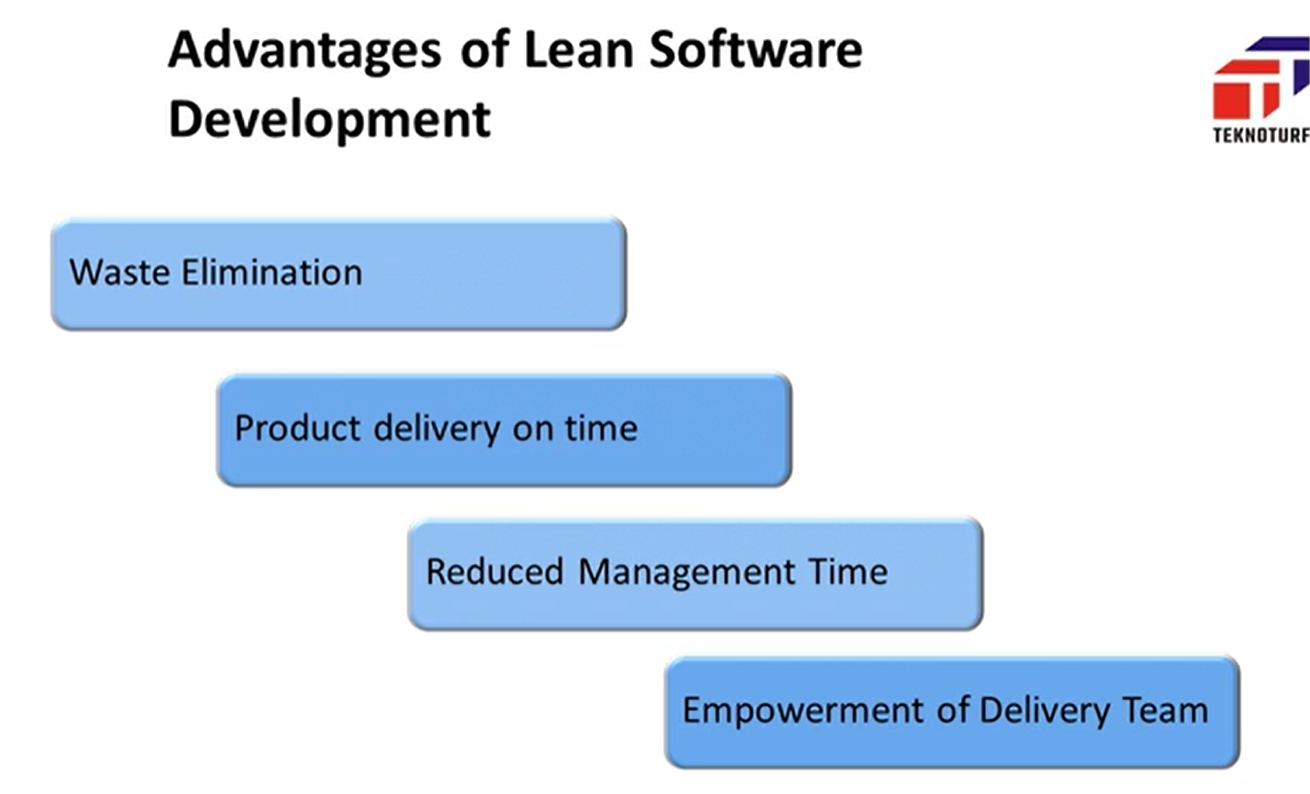 Advantages of Lean Software
Development
TEKNOTURF
Waste Elimination
Product delivery on time
Reduced Management Time
Empowerment of Delivery Team